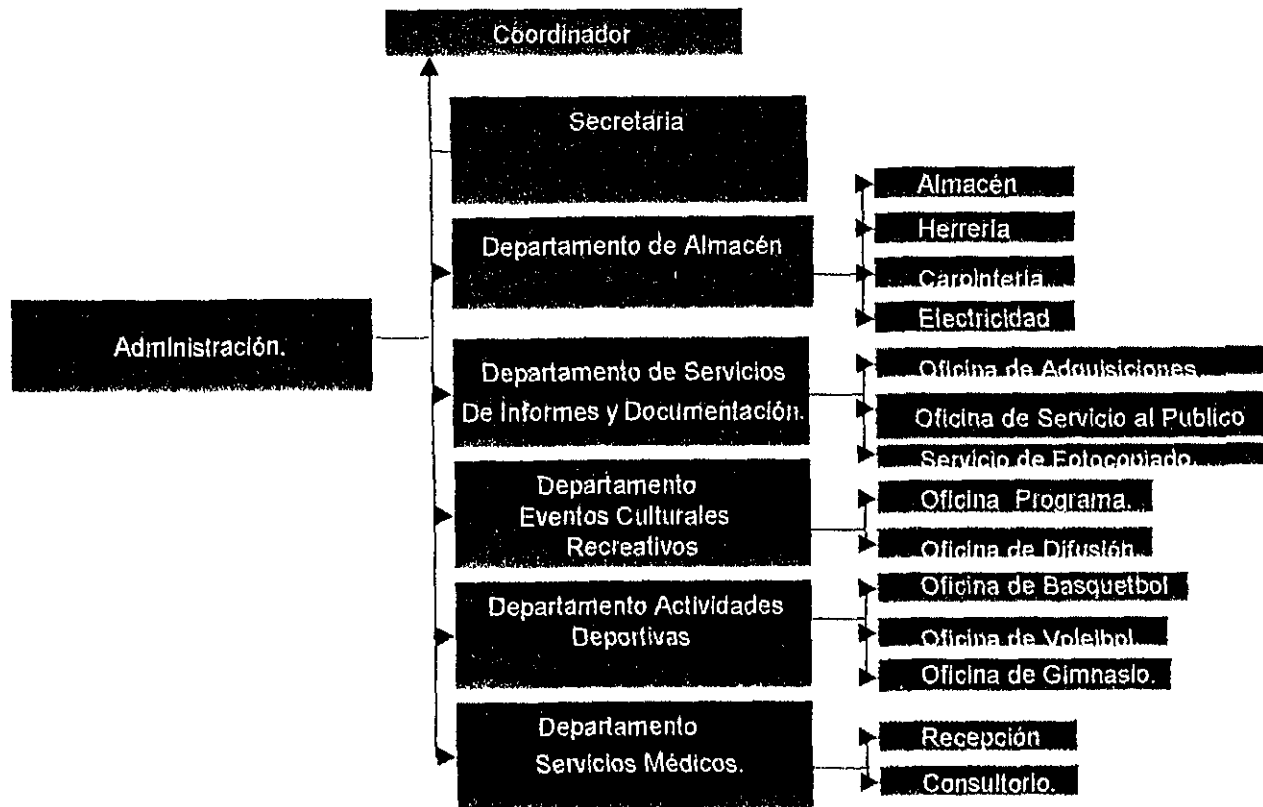 Coordinador
Secretaria
Departamento de Almacén
Administración.
Departamento de Servicios
De Informes y Documentación.
Departamento
Eventos Culturales
Recreativos
Departamento Actividades
Deportivas
Departamento
Servicios Médicos.
Almacén
Herrería
Carpintería
Electricidad
Oficina de Adquisiciones.
Oficina de Servicio al Publico
Servicio de Fotocopiado.
Oficina Programa.
Oficina de Difusión
Oficina de Basquetbol
Oficina de Voleibol.
Oficina de Gimnasio.
Recepción
Consultorio.